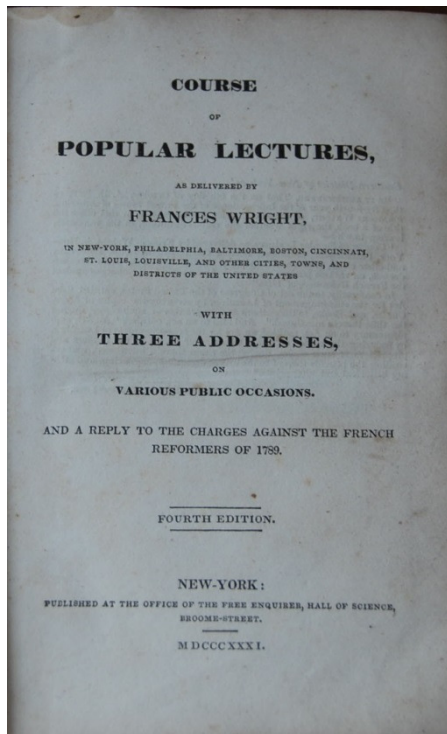 COURSE
OF
POPULAR LECTURES,
AS DELIVERED BY
FRANCES WRIGHT,
IN NEW-YORK, PHILADELPHIA, BALTIMORE, BOSTON, CINCINNATI,
ST. LOUIS, LOUISVILLE, AND OTHER CITIES, TOWNS, AND
DISTRICTS OF THE UNITED STATES
WITH
THREE ADDRESSES,
ON
VARIOUS PUBLIC OCCASIONS.
AND A REPLY TO THE CHARGES AGAINST THE FRENCH
REFORMERS OF 1789.
FOURTH EDITION.
NEW-YORK:
PUBLISHED AT THE OFFICE OF THE FREE ENQUIRER, HALL OF SCIENCE,
BROOME-STREET.
MDCCCXXXI.